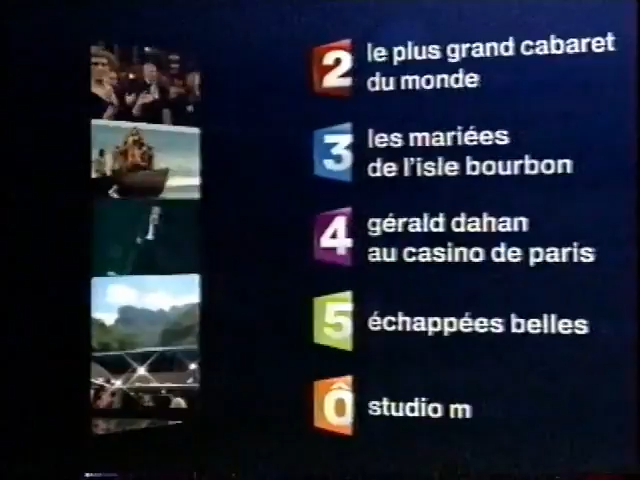 2 le plus grand cabaret
du monde
3 les mariées
de l'isle bourbon
4 gérald dahan
au casino de paris
5 échappées belles
ô studio m